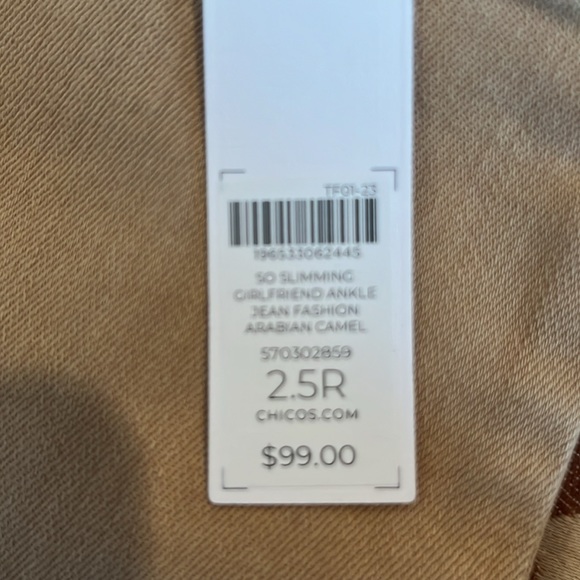 TF01-23
196533062445
SO SLIMMING
GIRLFRIEND ANKLE
JEAN FASHION
ARABIAN CAMEL
570302859
2.5R
CHICOS.COM
$99.00